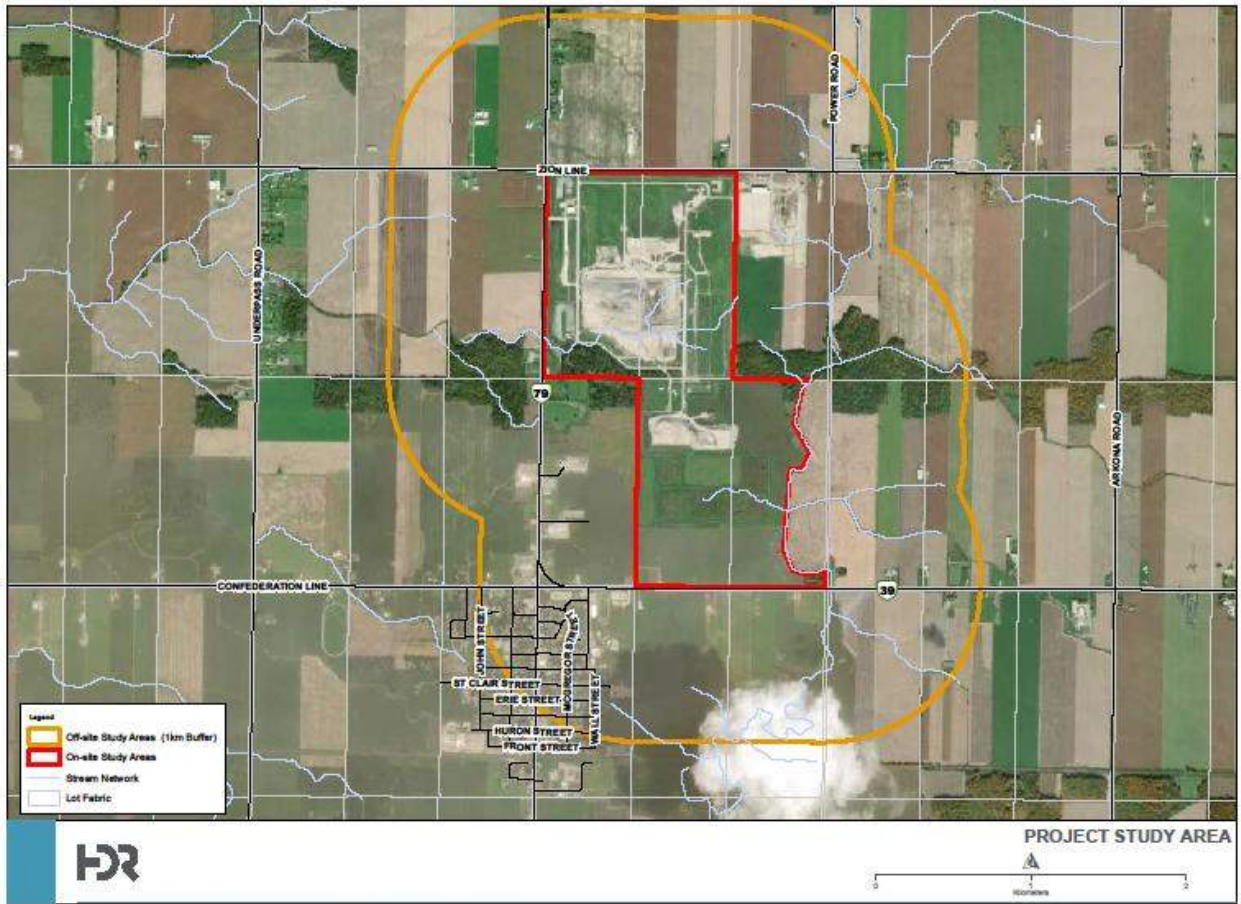 POWER ROAD
ZION LINE
UNDERPASS ROAD
79
ARKONA ROAD
CONFEDERATION LINE
39
JOHN STREET
MCGREGOR STREET
ST CLAIR STREET
ERIE STREET
WALL STREET
HURON STREET
FRONT STREET
Legend
Off-site Study Areas (1km Buffer)
On-site Study Areas
Stream Network
Lot Fabric
HDR
PROJECT STUDY AREA
0 1 2
Kilometers